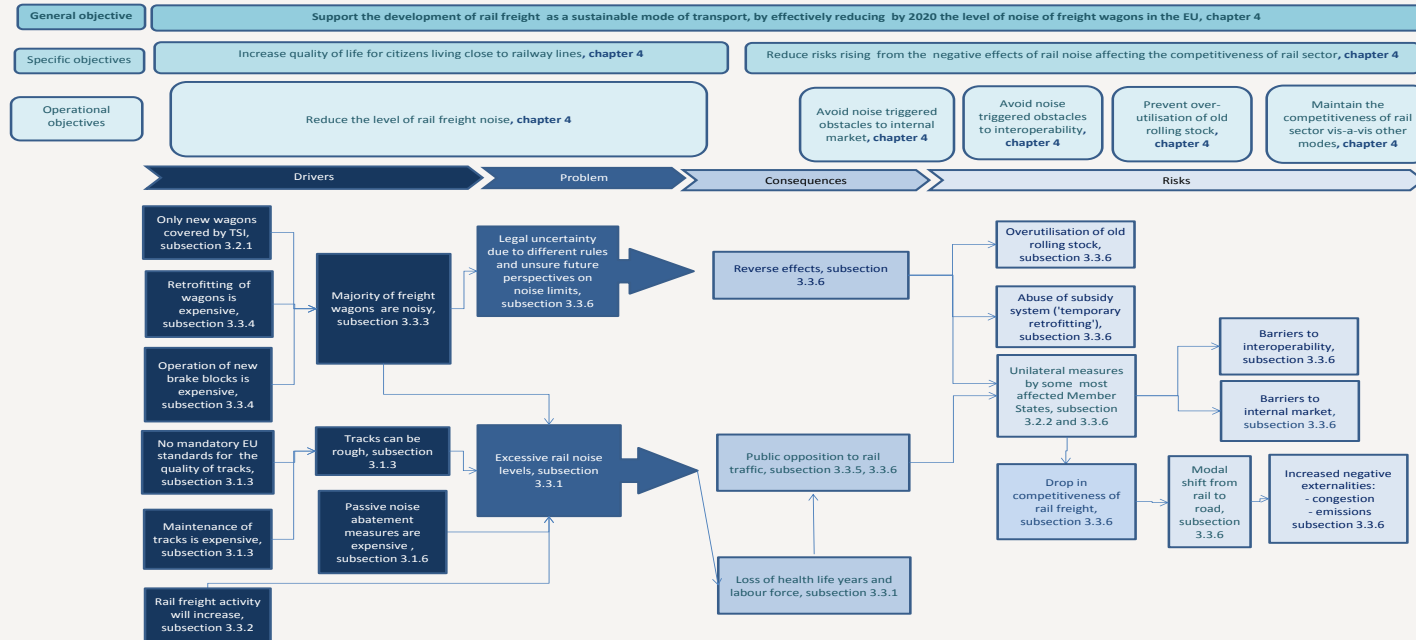 General objective
Support the development of rail freight  as a sustainable mode of transport, by effectively reducing  by 2020 the level of noise of freight wagons in the EU, chapter 4
Specific objectives
Increase quality of life for citizens living close to railway lines, chapter 4
Reduce risks rising  from the  negative effects of rail noise affecting the competitiveness of rail sector, chapter 4
Operational
objectives
Reduce the level of rail freight noise, chapter 4
Avoid noise triggered
obstacles to internal
market, chapter 4
Avoid noise
triggered obstacles
to interoperability,
chapter 4
Prevent over-
utilisation of old
rolling stock,
chapter 4
Maintain the
competitiveness of rail
sector vis-a-vis other
modes, chapter 4
Drivers
Problem
Consequences
Risks
Only new wagons
covered by TSI,
subsection 3.2.1
Retrofitting  of
wagons is
expensive,
subsection 3.3.4
Operation of new
brake blocks is
expensive,
subsection 3.3.4
No mandatory EU
standards for  the
quality of tracks,
subsection 3.1.3
Maintenance of
tracks is expensive,
subsection 3.1.3
Rail freight activity
will increase,
subsection 3.3.2
Majority of freight
wagons  are noisy,
subsection 3.3.3
Tracks can be
rough, subsection
3.1.3
Passive noise
abatement
measures are
expensive ,
subsection 3.1.6
Legal uncertainty
due to different rules
and unsure future
perspectives on
noise limits,
subsection 3.3.6
Excessive rail noise
levels, subsection
3.3.1
Reverse effects, subsection
3.3.6
Public opposition to rail
traffic, subsection 3.3.5, 3.3.6
Loss of health life years and
labour force, subsection 3.3.1
Overutilisation of old
rolling stock,
subsection 3.3.6
Abuse of subsidy
system ('temporary
retrofitting'),
subsection 3.3.6
Unilateral measures
by some  most
affected Member
States, subsection
3.2.2 and 3.3.6
Drop in
competitiveness of
rail freight,
subsection 3.3.6
Barriers to
interoperability,
subsection 3.3.6
Barriers to
internal market,
subsection 3.3.6
Modal
shift from
rail to
road,
subsection
3.3.6
Increased negative
externalities:
- congestion
- emissions
subsection 3.3.6